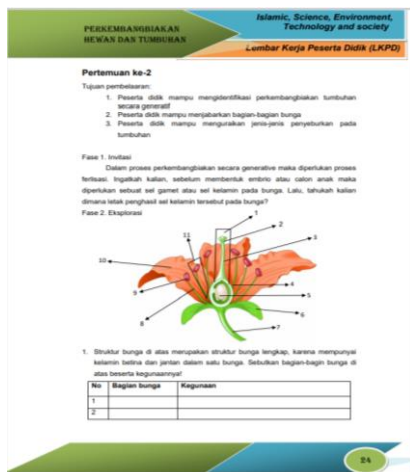 PERKEMBANGBIAKAN
HEWAN DAN TUMBUHAN
Islamic, Science, Environment,
Technology and society
Lembar Kerja Peserta Didik (LKPD)
Pertemuan ke-2
Tujuan pembelaaran:
1. Peserta didik mampu mengidentifikasi perkembangbiakan tumbuhan
secara generatif
2. Peserta didik mampu menjabarkan bagian-bagian bunga
3. Peserta didik mampu menguraikan jenis-jenis penyerbukan pada
tumbuhan
Fase 1. Invitasi
Dalam proses perkembangbiakan secara generative maka diperlukan proses
fertlisasi. Ingatkah kalian, sebelum membentuk embrio atau calon anak maka
diperlukan sebuat sel gamet atau sel kelamin pada bunga. Lalu, tahukah kalian
dimana letak penghasil sel kelamin tersebut pada bunga?
Fase 2. Eksplorasi
1
2
3
11
10
4
5
9
6
8
7
1. Struktur bunga di atas merupakan struktur bunga lengkap, karena mempunyai
kelamin betina dan jantan dalam satu bunga. Sebutkan bagian-bagin bunga di
atas beserta kegunaannya!
No Bagian bunga Kegunaan
1
2
24